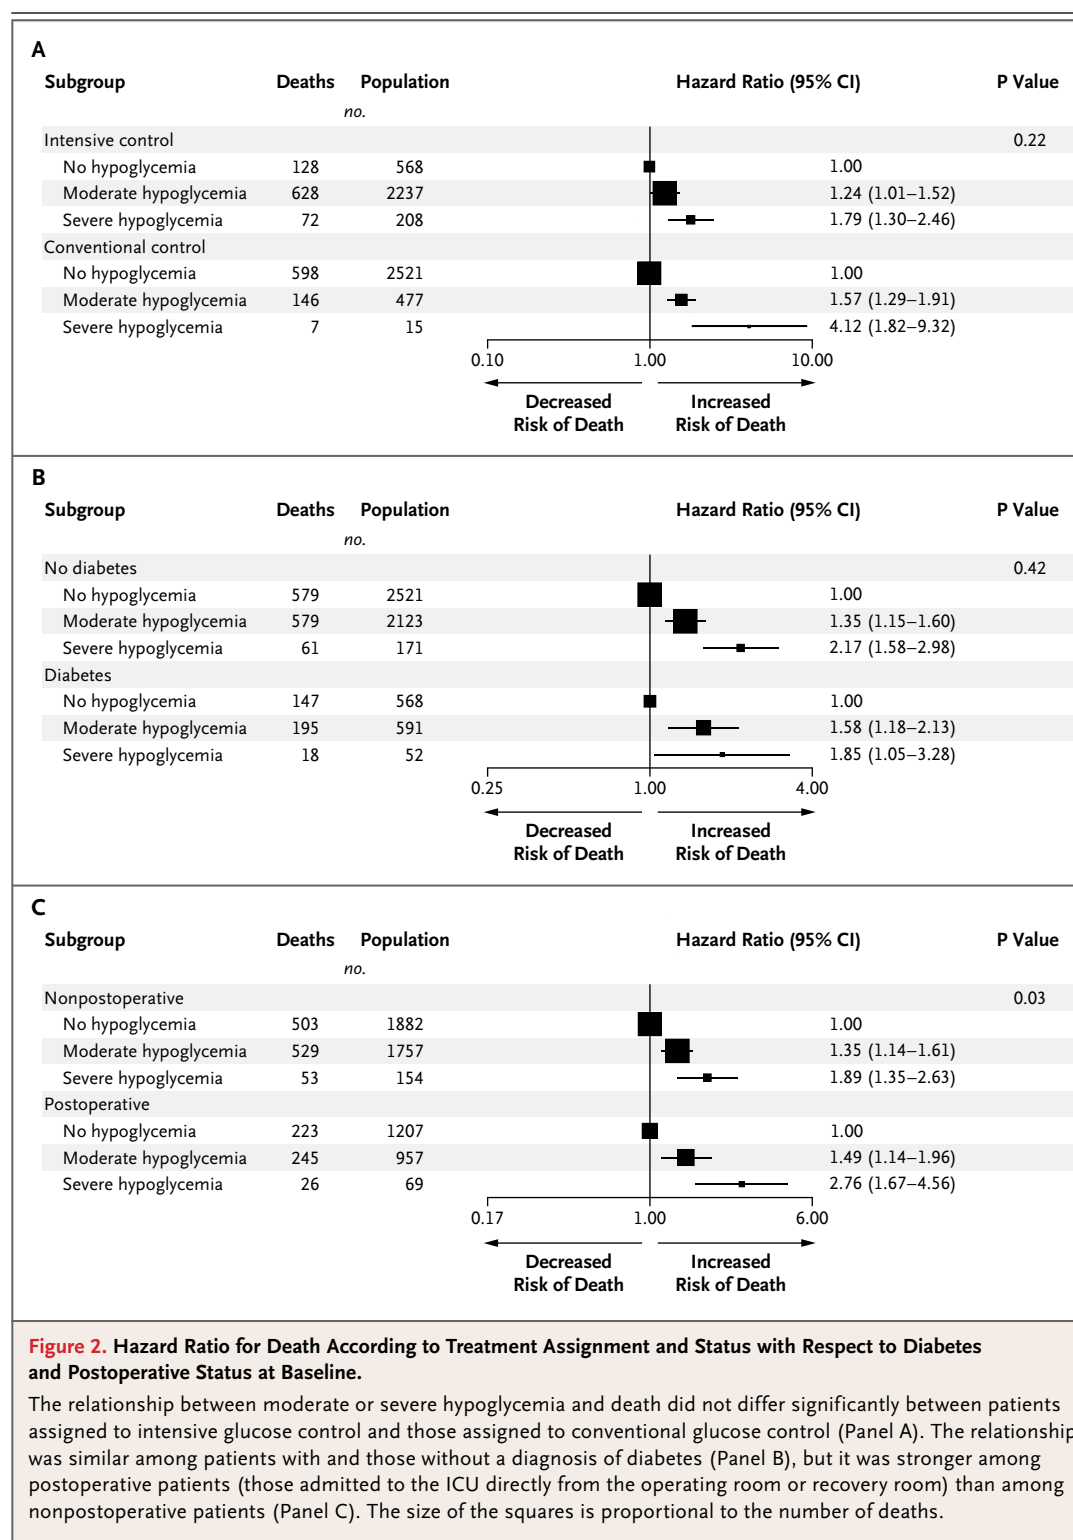 A
Subgroup Deaths Population Hazard Ratio (95% CI) P Value
no.
Intensive control 0.22
No hypoglycemia 128 568 1.00
Moderate hypoglycemia 628 2237 1.24 (1.01–1.52)
Severe hypoglycemia 72 208 1.79 (1.30–2.46)
Conventional control
No hypoglycemia 598 2521 1.00
Moderate hypoglycemia 146 477 1.57 (1.29–1.91)
Severe hypoglycemia 7 15 4.12 (1.82–9.32)
0.10 1.00 10.00
Decreased Increased
Risk of Death Risk of Death
B
Subgroup Deaths Population Hazard Ratio (95% CI) P Value
no.
No diabetes 0.42
No hypoglycemia 579 2521 1.00
Moderate hypoglycemia 579 2123 1.35 (1.15–1.60)
Severe hypoglycemia 61 171 2.17 (1.58–2.98)
Diabetes
No hypoglycemia 147 568 1.00
Moderate hypoglycemia 195 591 1.58 (1.18–2.13)
Severe hypoglycemia 18 52 1.85 (1.05–3.28)
0.25 1.00 4.00
Decreased Increased
Risk of Death Risk of Death
C
Subgroup Deaths Population Hazard Ratio (95% CI) P Value
no.
Nonpostoperative 0.03
No hypoglycemia 503 1882 1.00
Moderate hypoglycemia 529 1757 1.35 (1.14–1.61)
Severe hypoglycemia 53 154 1.89 (1.35–2.63)
Postoperative
No hypoglycemia 223 1207 1.00
Moderate hypoglycemia 245 957 1.49 (1.14–1.96)
Severe hypoglycemia 26 69 2.76 (1.67–4.56)
0.17 1.00 6.00
Decreased Increased
Risk of Death Risk of Death
Figure 2. Hazard Ratio for Death According to Treatment Assignment and Status with Respect to Diabetes
and Postoperative Status at Baseline.
The relationship between moderate or severe hypoglycemia and death did not differ significantly between patients
assigned to intensive glucose control and those assigned to conventional glucose control (Panel A). The relationship
was similar among patients with and those without a diagnosis of diabetes (Panel B), but it was stronger among
postoperative patients (those admitted to the ICU directly from the operating room or recovery room) than among
nonpostoperative patients (Panel C). The size of the squares is proportional to the number of deaths.